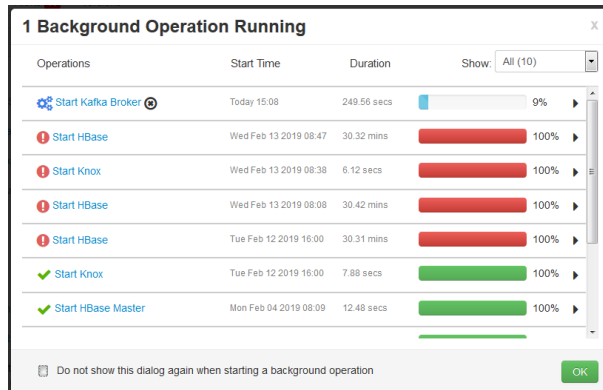 1 Background Operation Running x
Operations Start Time Duration Show: All (10)
Start Kafka Broker Today 15:08 249.56 secs 9%
Start HBase Wed Feb 13 2019 08:47 30.32 mins 100%
Start Knox Wed Feb 13 2019 08:38 6.12 secs 100%
Start HBase Wed Feb 13 2019 08:08 30.42 mins 100%
Start HBase Tue Feb 12 2019 16:00 30.31 mins 100%
Start Knox Tue Feb 12 2019 16:00 7.88 secs 100%
Start HBase Master Mon Feb 04 2019 08:09 12.48 secs 100%
Do not show this dialog again when starting a background operation OK